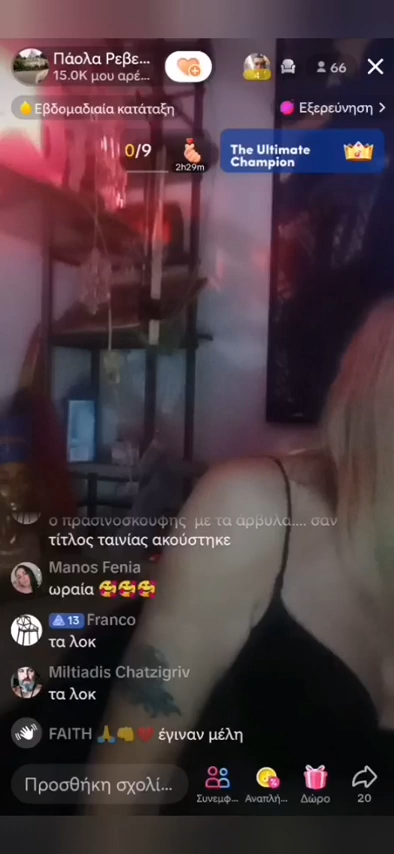 Πάολα Ρεβε...
15.0K μου αρέ...
4
66
Εβδομαδιαία κατάταξη
Εξερεύνηση >
0/9
2h29m
The Ultimate
Champion
ο πρασινοσκουφης με τα αρβυλα.... σαν
τίτλος ταινίας ακούστηκε
Manos Fenia
ωραία 🥰🥰🥰
13 Franco
τα λοκ
Miltiadis Chatzigriv
τα λοκ
FAITH 🙏👊❤️ έγιναν μέλη
Προσθήκη σχολί...
Συνεμφ...
Αναπλή...
Δώρο
20